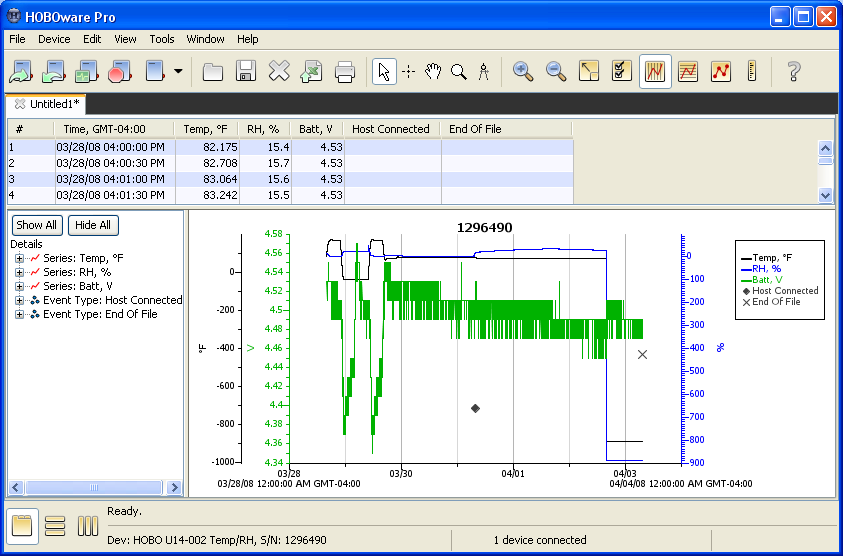 HOBOware Pro
File Device Edit View Tools Window Help
Untitled1*
# Time, GMT-04:00 Temp, °F RH, % Batt, V Host Connected End Of File
1 03/28/08 04:00:00 PM 82.175 15.4 4.53
2 03/28/08 04:00:30 PM 82.708 15.7 4.53
3 03/28/08 04:01:00 PM 83.064 15.6 4.53
4 03/28/08 04:01:30 PM 83.242 15.5 4.53
Show All Hide All
Details
Series: Temp, °F
Series: RH, %
Series: Batt, V
Event Type: Host Connected
Event Type: End Of File
1296490
0
-200
-400
-600
-800
-1000
°F
V
4.58
4.56
4.54
4.52
4.5
4.48
4.46
4.44
4.42
4.4
4.38
4.36
4.34
0
-100
-200
-300
-400
-500
-600
-700
-800
-900
%
03/28 03/30 04/01 04/03
03/28/08 12:00:00 AM GMT-04:00 04/04/08 12:00:00 AM GMT-04:00
Temp, °F
RH, %
Batt, V
Host Connected
End Of File
Ready.
Dev: HOBO U14-002 Temp/RH, S/N: 1296490 1 device connected